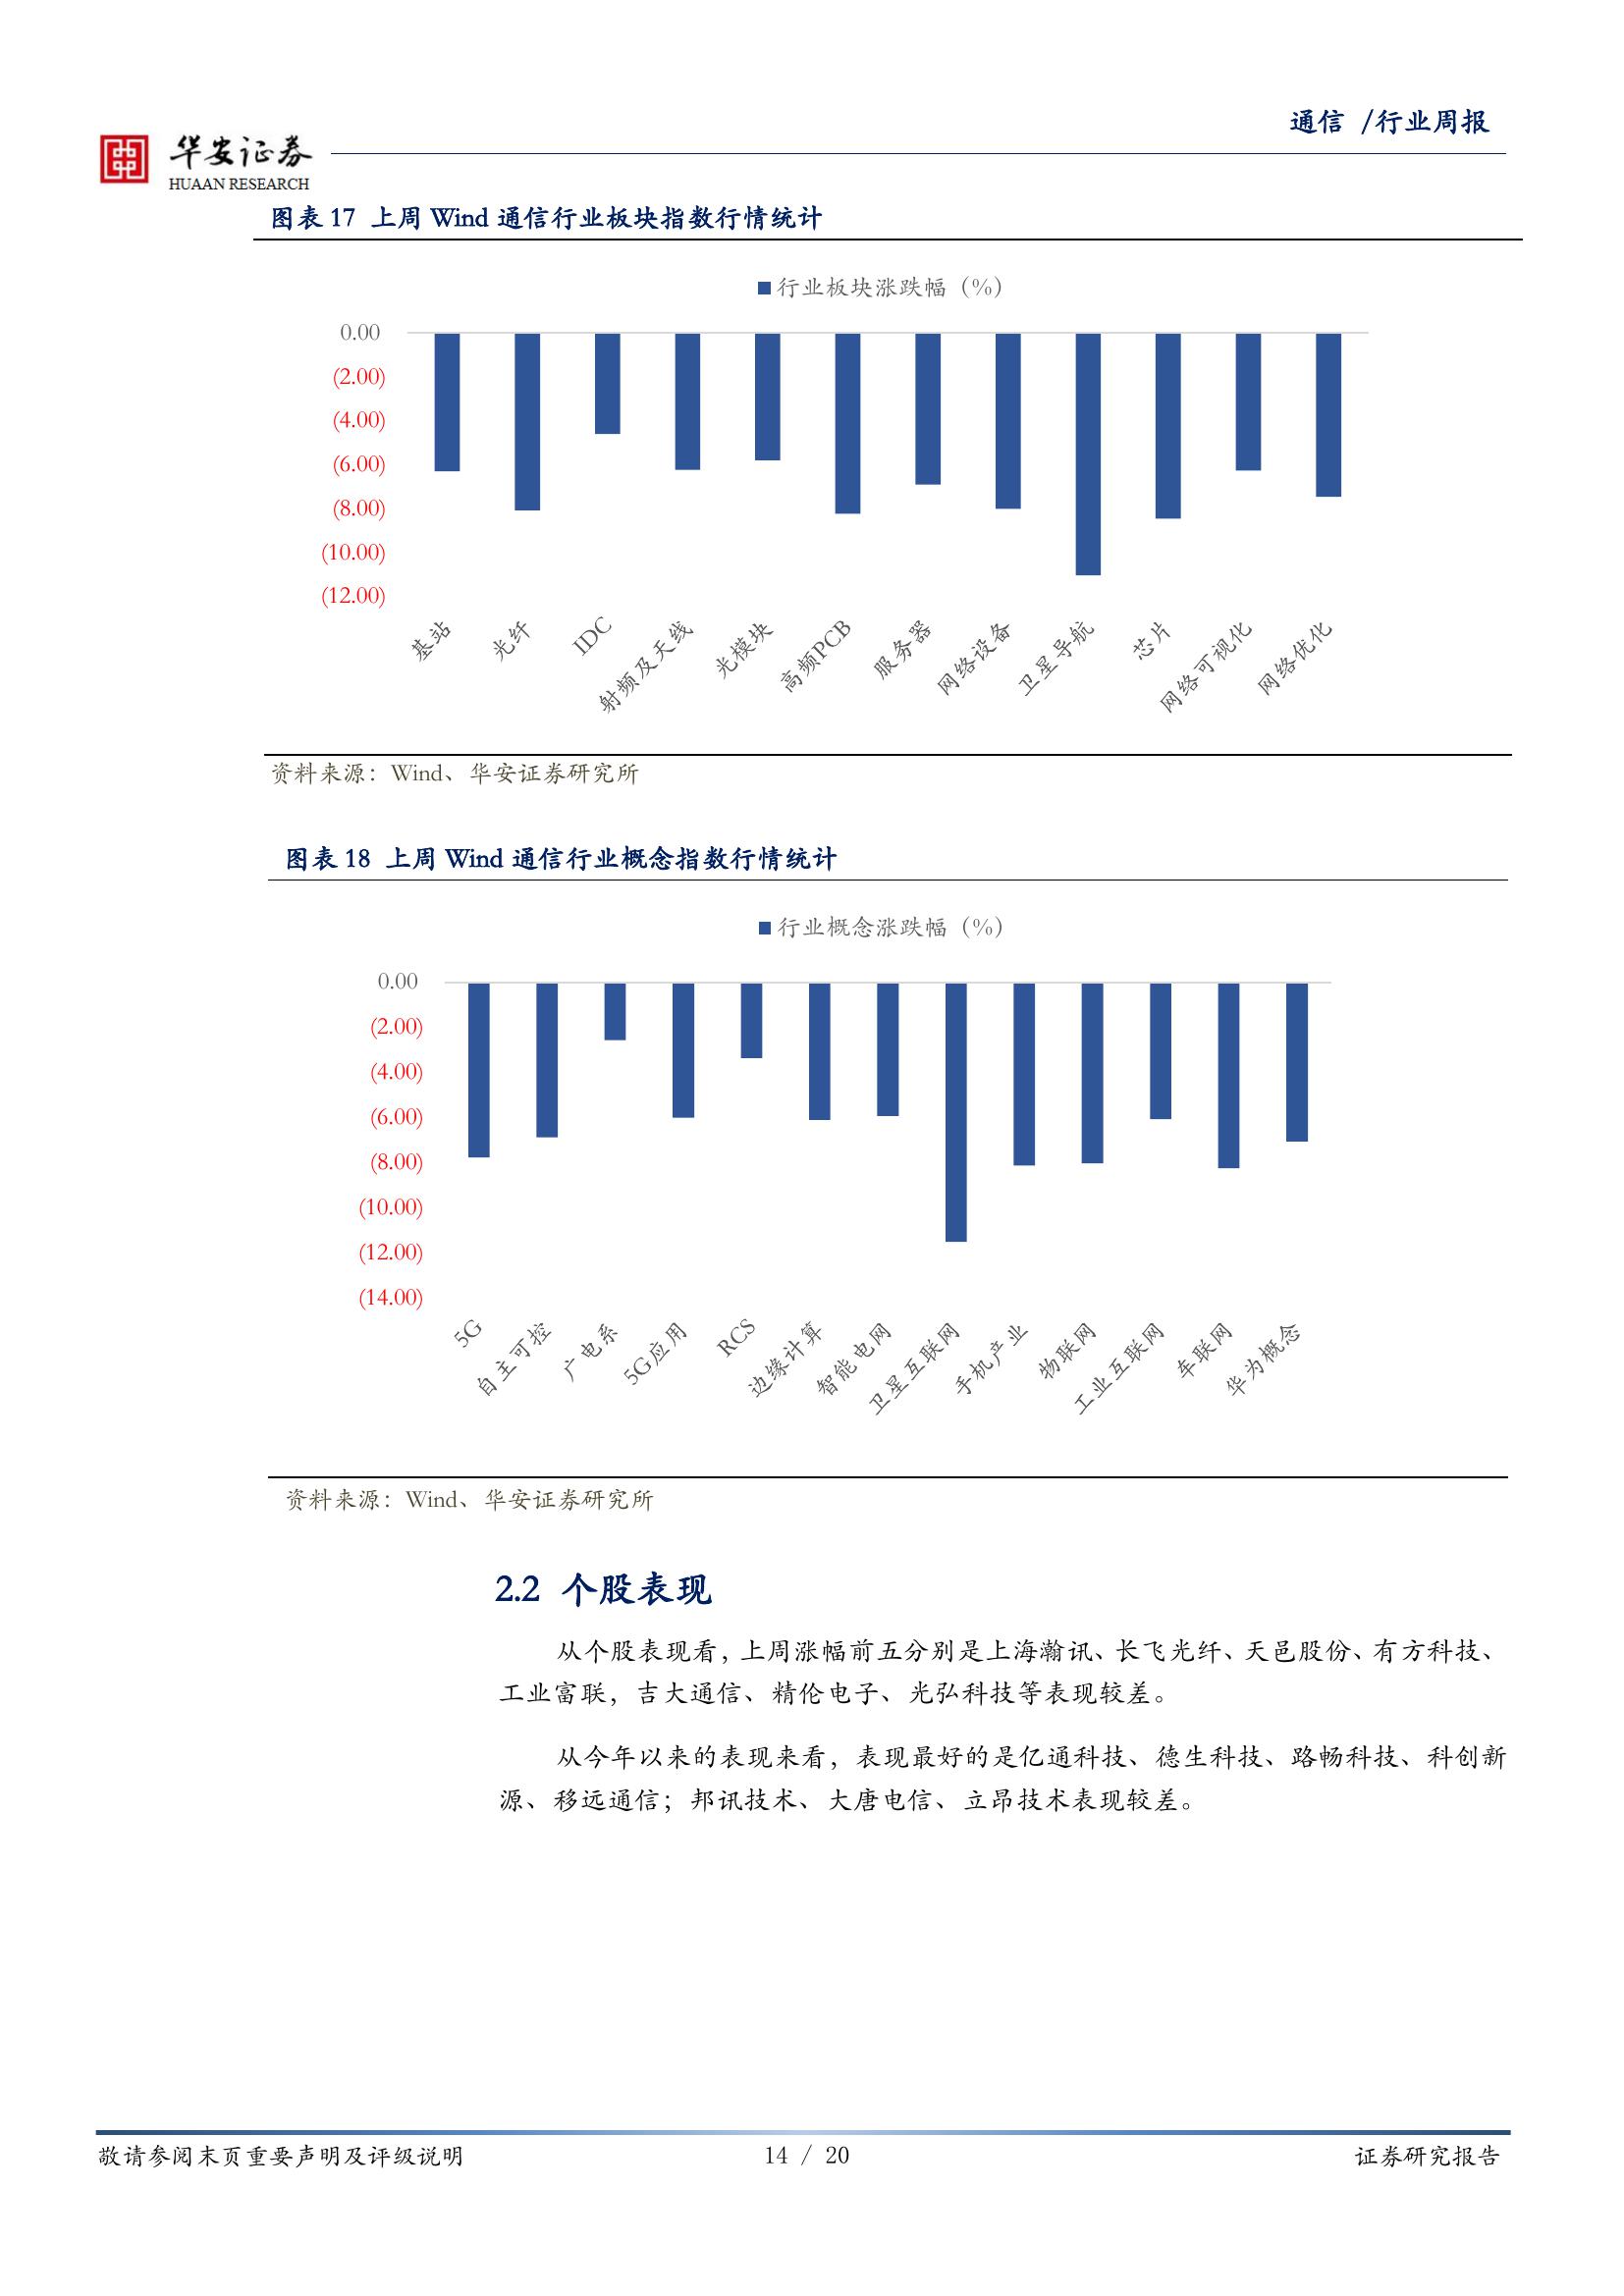 通信 /行业周报
华安证券
HUAAN RESEARCH
图表 17 上周 Wind 通信行业板块指数行情统计
行业板块涨跌幅（%）
0.00
(2.00)
(4.00)
(6.00)
(8.00)
(10.00)
(12.00)
基站
光纤
IDC
射频及天线
光模块
高频PCB
服务器
网络设备
卫星导航
芯片
网络可视化
网络优化
资料来源：Wind、华安证券研究所
图表 18 上周 Wind 通信行业概念指数行情统计
行业概念涨跌幅（%）
0.00
(2.00)
(4.00)
(6.00)
(8.00)
(10.00)
(12.00)
(14.00)
5G
自主可控
广电系
5G应用
RCS
边缘计算
智能电网
卫星互联网
手机产业
物联网
工业互联网
车联网
华为概念
资料来源：Wind、华安证券研究所
2.2 个股表现
从个股表现看，上周涨幅前五分别是上海瀚讯、长飞光纤、天邑股份、有方科技、
工业富联，吉大通信、精伦电子、光弘科技等表现较差。
从今年以来的表现来看，表现最好的是亿通科技、德生科技、路畅科技、科创新
源、移远通信；邦讯技术、大唐电信、立昂技术表现较差。
敬请参阅末页重要声明及评级说明
14 / 20
证券研究报告